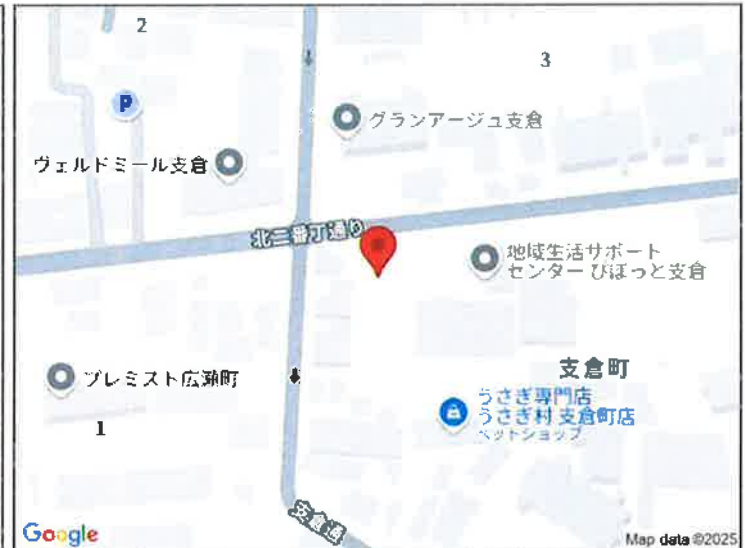 2
3
P
グランアージュ支倉
ヴェルドミール支倉
北二番丁通り
地域生活サポート
センター ぴぼっと支倉
プレミスト広瀬町
支倉町
うさぎ専門店
うさぎ村 支倉町店
ペットショップ
1
支倉通
Google
Map data ©2025